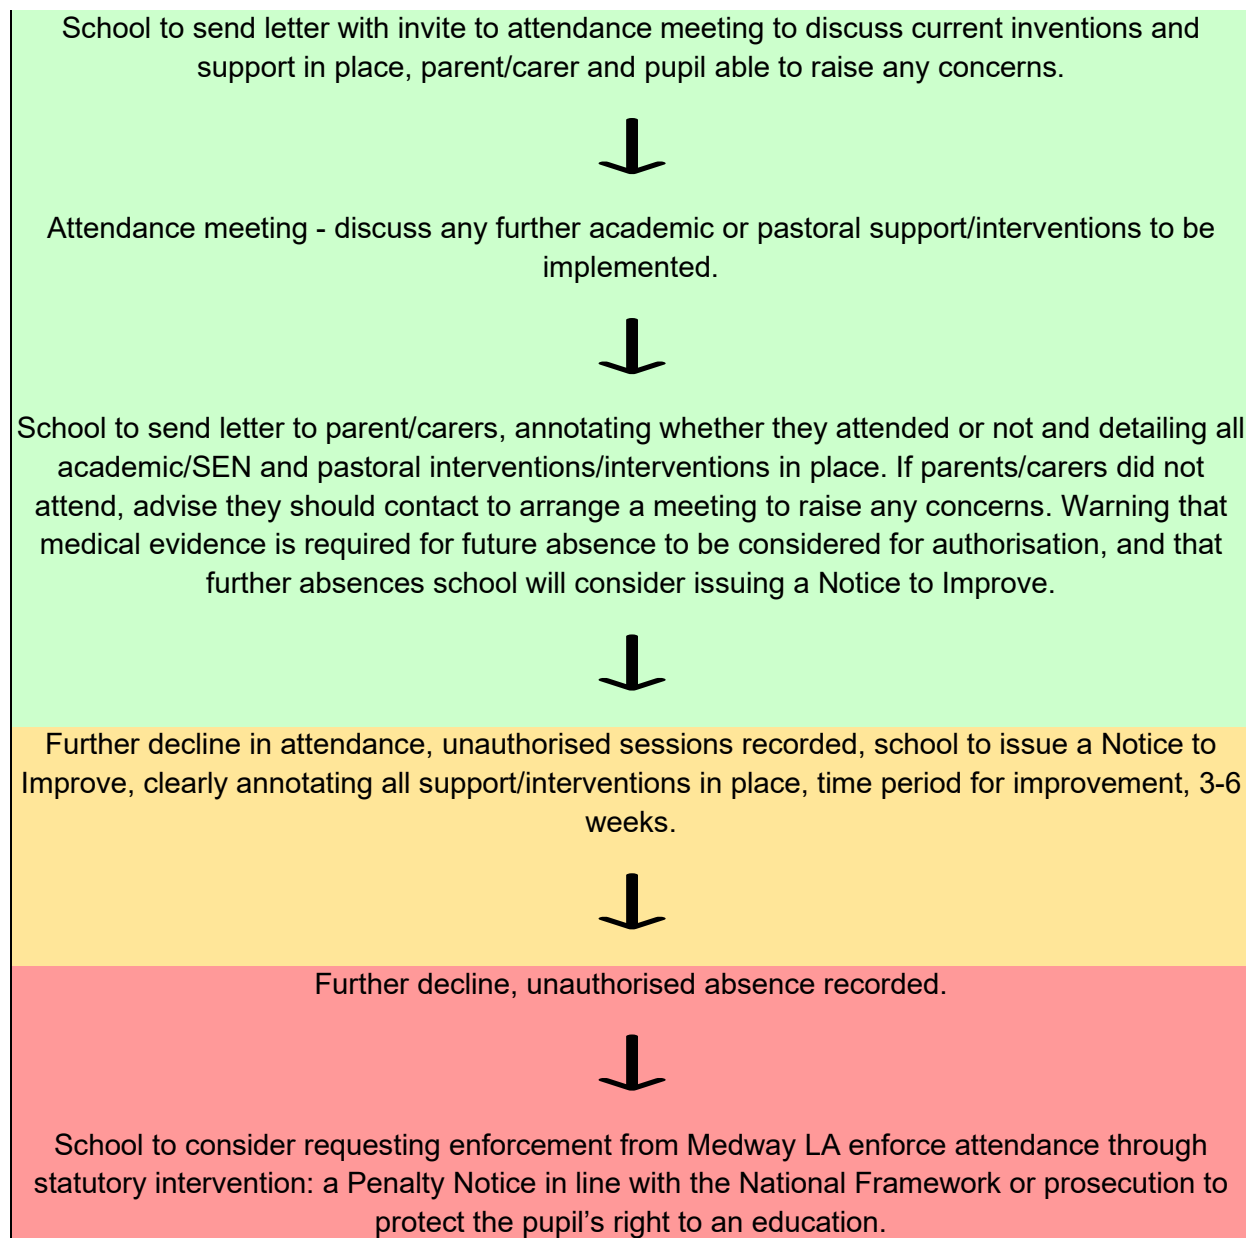 School to send letter with invite to attendance meeting to discuss current inventions and
support in place, parent/carer and pupil able to raise any concerns.
Attendance meeting - discuss any further academic or pastoral support/interventions to be
implemented.
School to send letter to parent/carers, annotating whether they attended or not and detailing all
academic/SEN and pastoral interventions/interventions in place. If parents/carers did not
attend, advise they should contact to arrange a meeting to raise any concerns. Warning that
medical evidence is required for future absence to be considered for authorisation, and that
further absences school will consider issuing a Notice to Improve.
Further decline in attendance, unauthorised sessions recorded, school to issue a Notice to
Improve, clearly annotating all support/interventions in place, time period for improvement, 3-6
weeks.
Further decline, unauthorised absence recorded.
School to consider requesting enforcement from Medway LA enforce attendance through
statutory intervention: a Penalty Notice in line with the National Framework or prosecution to
protect the pupil’s right to an education.